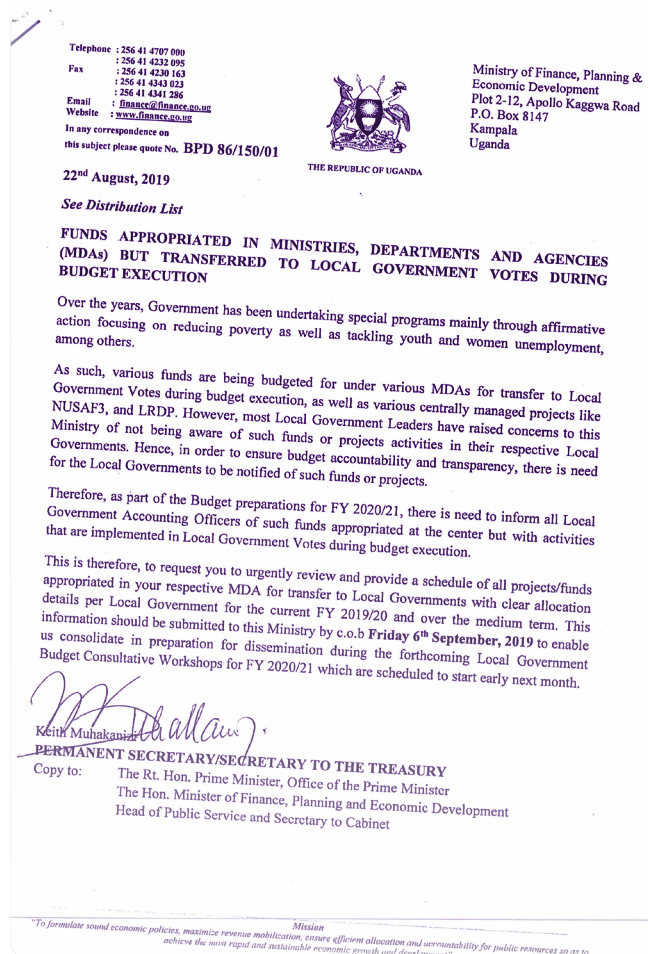 Telephone : 256 41 4707 000
: 256 41 4232 095
Fax : 256 41 4230 163
: 256 41 4343 023
: 256 41 4341 286
Email : finance@finance.go.ug
Website : www.finance.go.ug
In any correspondence on
this subject please quote No. BPD 86/150/01
THE REPUBLIC OF UGANDA
Ministry of Finance, Planning &
Economic Development
Plot 2-12, Apollo Kaggwa Road
P.O. Box 8147
Kampala
Uganda
22nd August, 2019
See Distribution List
FUNDS APPROPRIATED IN MINISTRIES, DEPARTMENTS AND AGENCIES
(MDAs) BUT TRANSFERRED TO LOCAL GOVERNMENT VOTES DURING
BUDGET EXECUTION
Over the years, Government has been undertaking special programs mainly through affirmative
action focusing on reducing poverty as well as tackling youth and women unemployment,
among others.
As such, various funds are being budgeted for under various MDAs for transfer to Local
Government Votes during budget execution, as well as various centrally managed projects like
NUSAF3, and LRDP. However, most Local Government Leaders have raised concerns to this
Ministry of not being aware of such funds or projects activities in their respective Local
Governments. Hence, in order to ensure budget accountability and transparency, there is need
for the Local Governments to be notified of such funds or projects.
Therefore, as part of the Budget preparations for FY 2020/21, there is need to inform all Local
Government Accounting Officers of such funds appropriated at the center but with activities
that are implemented in Local Government Votes during budget execution.
This is therefore, to request you to urgently review and provide a schedule of all projects/funds
appropriated in your respective MDA for transfer to Local Governments with clear allocation
details per Local Government for the current FY 2019/20 and over the medium term. This
information should be submitted to this Ministry by c.o.b Friday 6th September, 2019 to enable
us consolidate in preparation for dissemination during the forthcoming Local Government
Budget Consultative Workshops for FY 2020/21 which are scheduled to start early next month.
Keith Muhakanizi
PERMANENT SECRETARY/SECRETARY TO THE TREASURY
Copy to: The Rt. Hon. Prime Minister, Office of the Prime Minister
The Hon. Minister of Finance, Planning and Economic Development
Head of Public Service and Secretary to Cabinet
Mission
"To formulate sound economic policies, maximize revenue mobilization, ensure efficient allocation and accountability for public resources so as to
achieve the most rapid and sustainable economic growth and development"